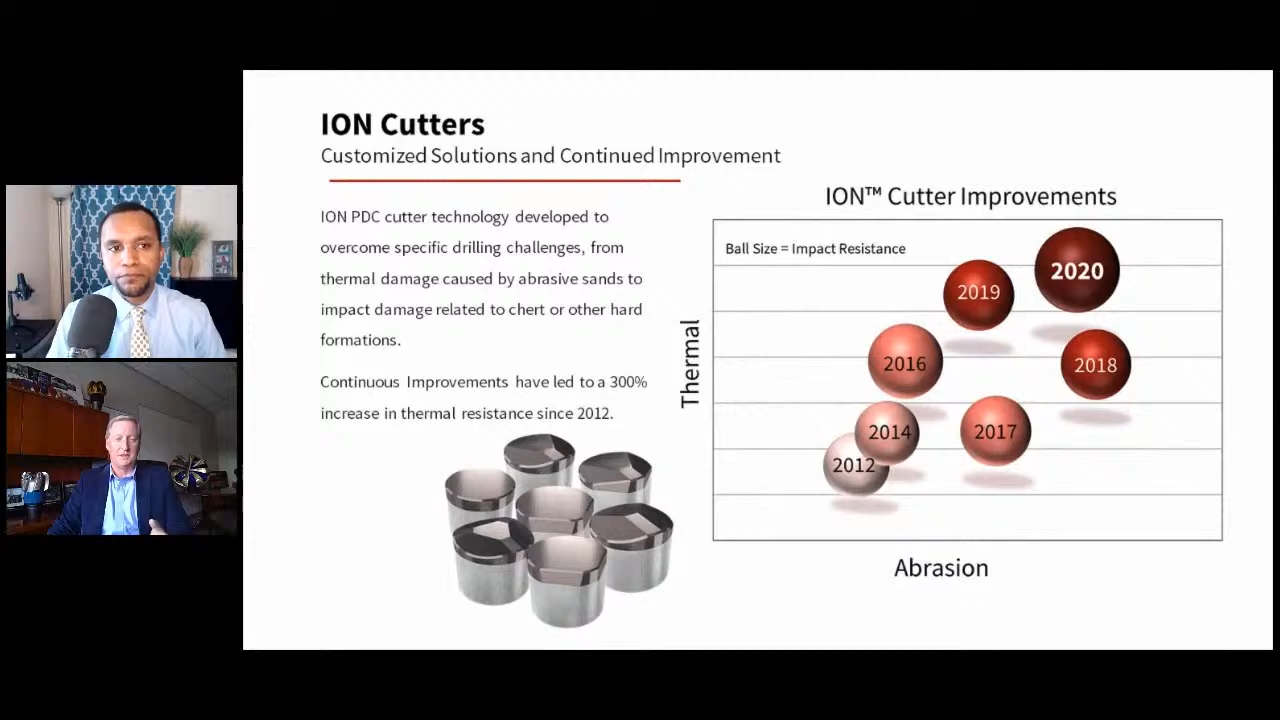 ION Cutters
Customized Solutions and Continued Improvement
ION PDC cutter technology developed to
overcome specific drilling challenges, from
thermal damage caused by abrasive sands to
impact damage related to chert or other hard
formations.
Continuous Improvements have led to a 300%
increase in thermal resistance since 2012.
ION™ Cutter Improvements
Ball Size = Impact Resistance
2020
2019
2016
2018
2014
2017
2012
Thermal
Abrasion